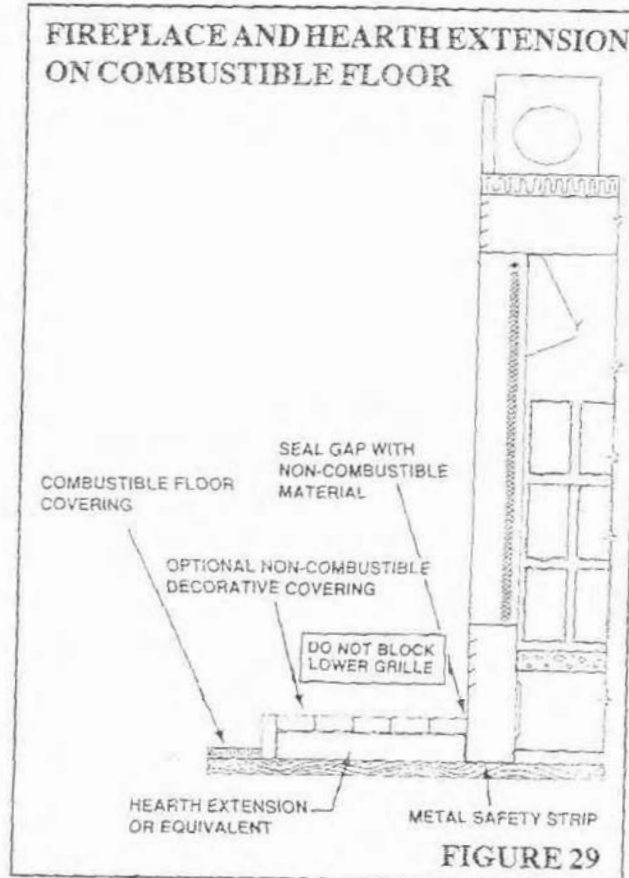 FIREPLACE AND HEARTH EXTENSION
ON COMBUSTIBLE FLOOR
SEAL GAP WITH
NON-COMBUSTIBLE
MATERIAL
COMBUSTIBLE FLOOR
COVERING
OPTIONAL NON-COMBUSTIBLE
DECORATIVE COVERING
DO NOT BLOCK
LOWER GRILLE
HEARTH EXTENSION
OR EQUIVALENT
METAL SAFETY STRIP
FIGURE 29